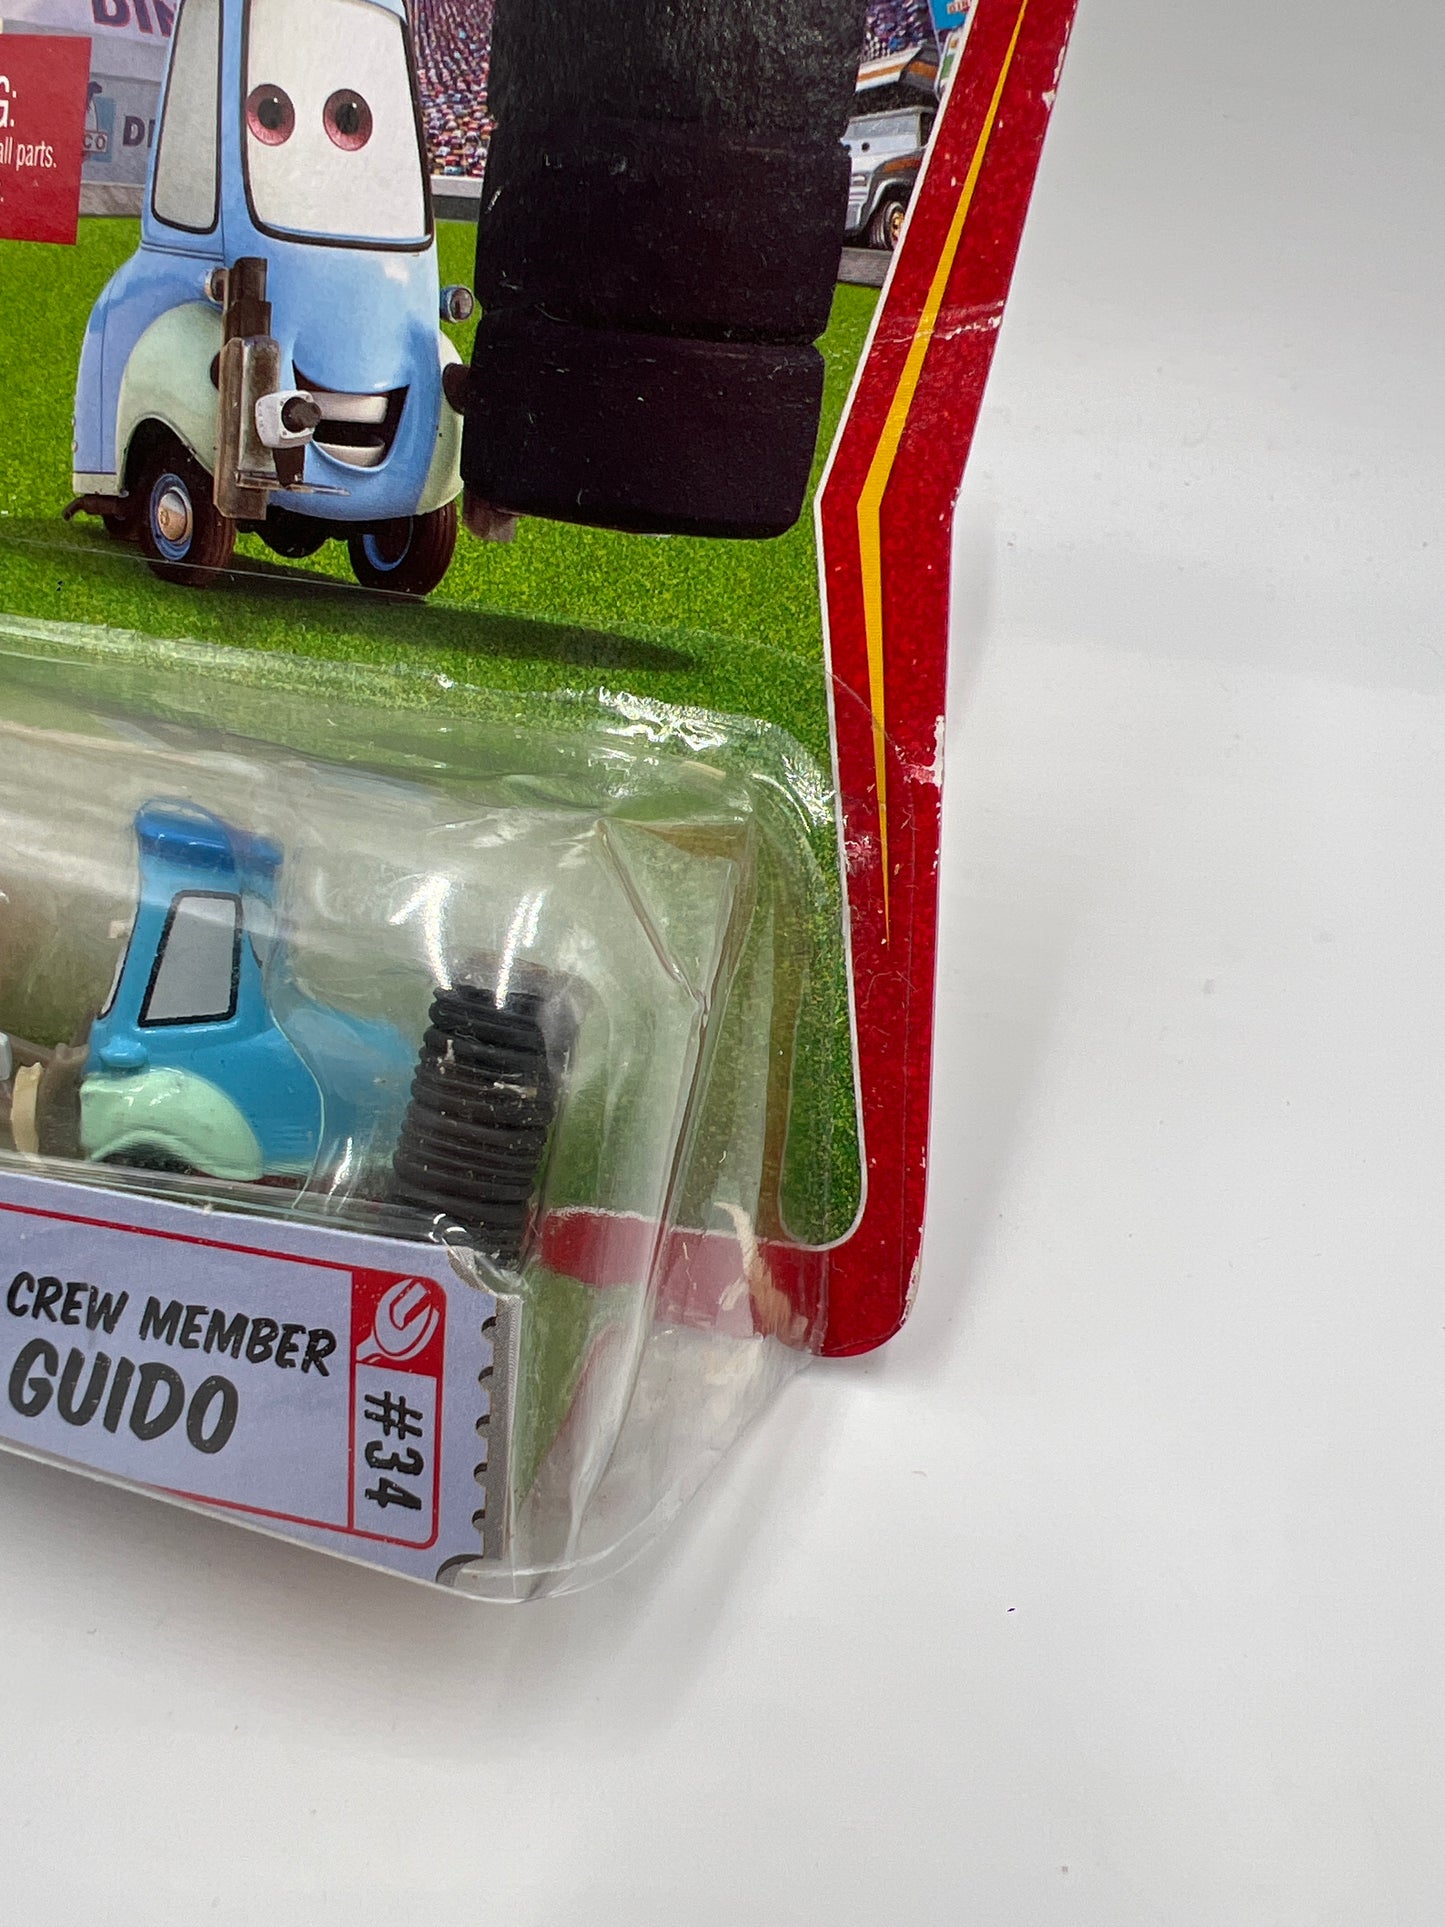 G:
all parts.
CREW MEMBER
GUIDO
#34